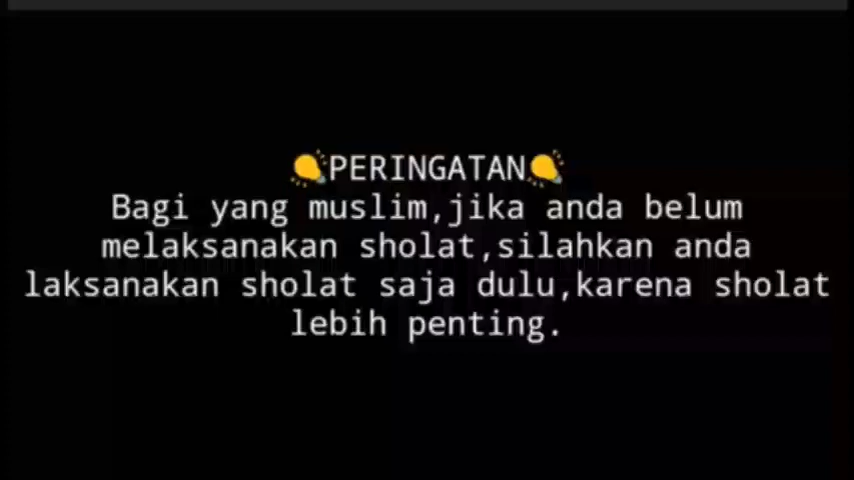 PERINGATAN
Bagi yang muslim,jika anda belum
melaksanakan sholat,silahkan anda
laksanakan sholat saja dulu,karena sholat
lebih penting.